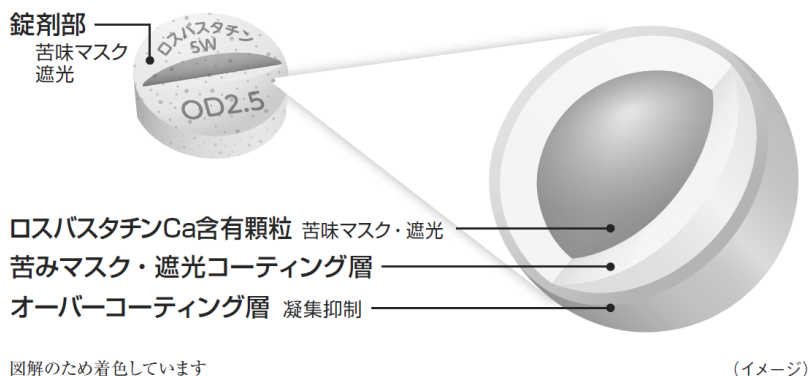 錠剤部
苦味マスク
遮光
ロスバスタチン
SW
OD2.5
ロスバスタチンCa含有顆粒 苦味マスク・遮光
苦みマスク・遮光コーティング層
オーバーコーティング層 凝集抑制
図解のため着色しています
（イメージ）